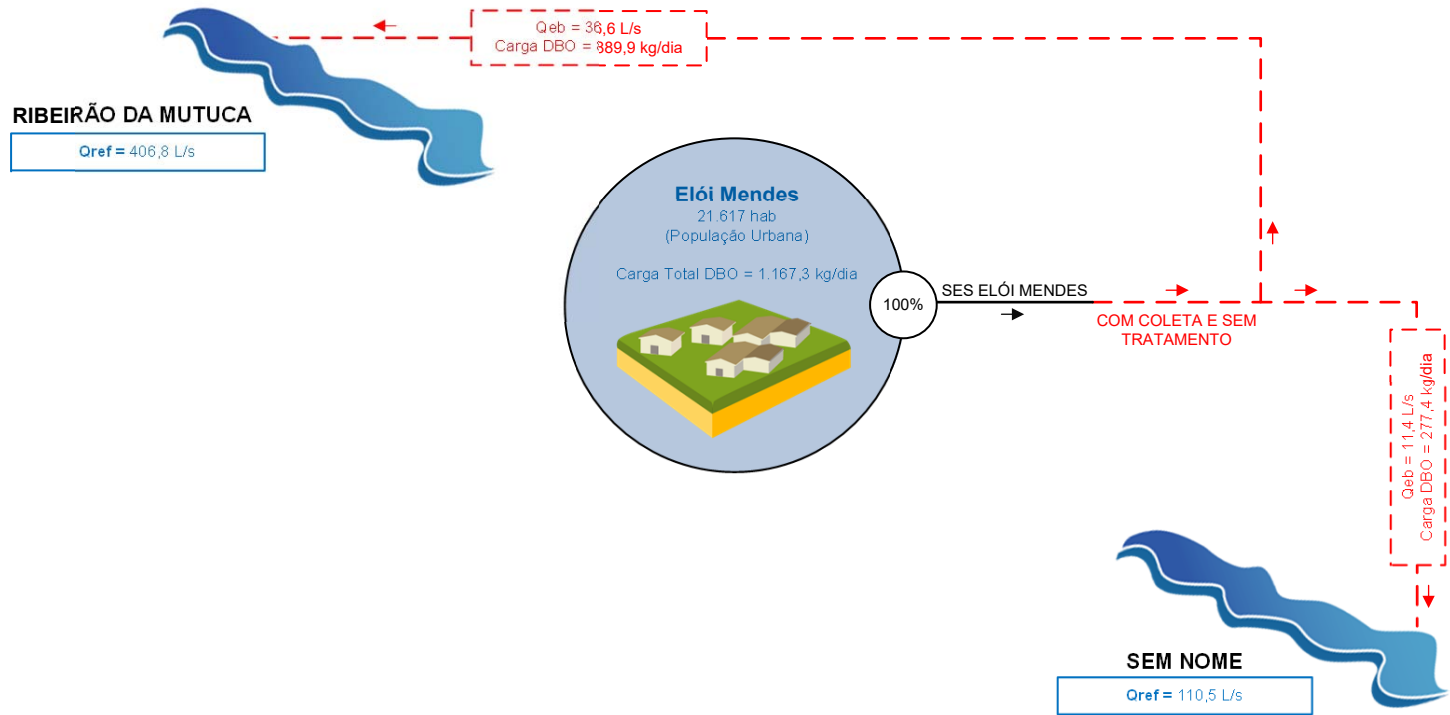 Qeb = 36,6 L/s
Carga DBO = 889,9 kg/dia
RIBEIRÃO DA MUTUCA
Qref = 406,8 L/s
Elói Mendes
21.617 hab
(População Urbana)
Carga Total DBO = 1.167,3 kg/dia
100%
SES ELÓI MENDES
COM COLETA E SEM
TRATAMENTO
Qeb = 11,4 L/s
Carga DBO = 277,4 kg/dia
SEM NOME
Qref = 110,5 L/s